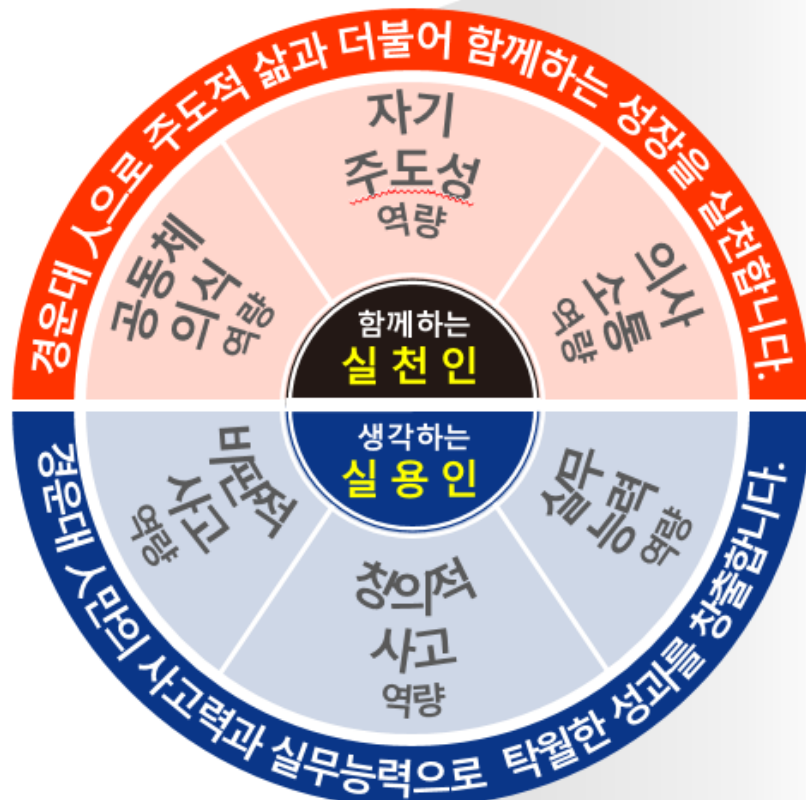 경운대 人으로 주도적 삶과 더불어 함께하는 성장을 실천합니다.
자기
주도성
역량
공동체
의식
역량
의사
소통
역량
함께하는
실 천 인
생각하는
실 용 인
비판적
사고
역량
실무
능력
역량
창의적
사고
역량
경운대 人만의 사고력과 실무능력으로 탁월한 성과를 창출합니다.